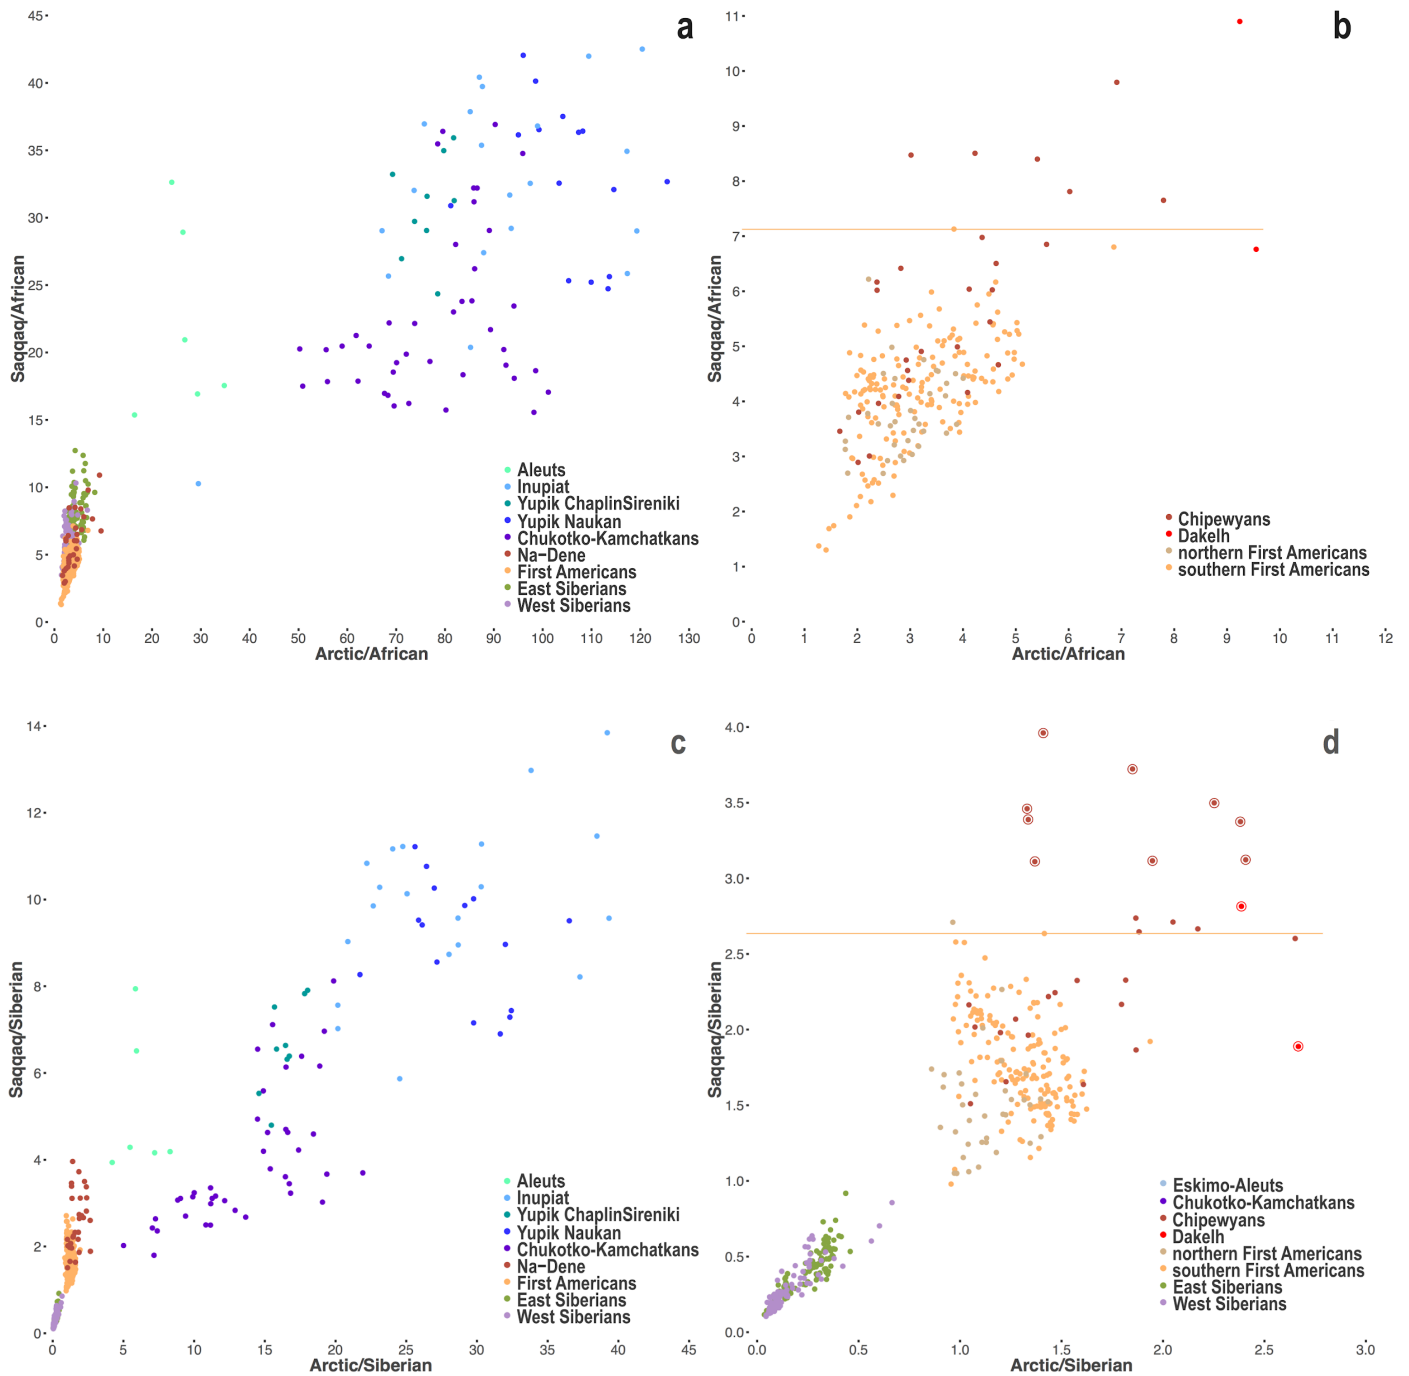 a
45
40
35
30
25
20
15
10
5
0
Saqqaq/African
0 10 20 30 40 50 60 70 80 90 100 110 120 130
Arctic/African
Aleuts
Inupiat
Yupik ChaplinSireniki
Yupik Naukan
Chukotko-Kamchatkans
Na-Dene
First Americans
East Siberians
West Siberians
b
11
10
9
8
7
6
5
4
3
2
1
0
Saqqaq/African
0 1 2 3 4 5 6 7 8 9 10 11 12
Arctic/African
Chipewyans
Dakelh
northern First Americans
southern First Americans
c
14
12
10
8
6
4
2
0
Saqqaq/Siberian
0 5 10 15 20 25 30 35 40 45
Arctic/Siberian
Aleuts
Inupiat
Yupik ChaplinSireniki
Yupik Naukan
Chukotko-Kamchatkans
Na-Dene
First Americans
East Siberians
West Siberians
d
4.0
3.5
3.0
2.5
2.0
1.5
1.0
0.5
0.0
Saqqaq/Siberian
0.0 0.5 1.0 1.5 2.0 2.5 3.0
Arctic/Siberian
Eskimo-Aleuts
Chukotko-Kamchatkans
Chipewyans
Dakelh
northern First Americans
southern First Americans
East Siberians
West Siberians